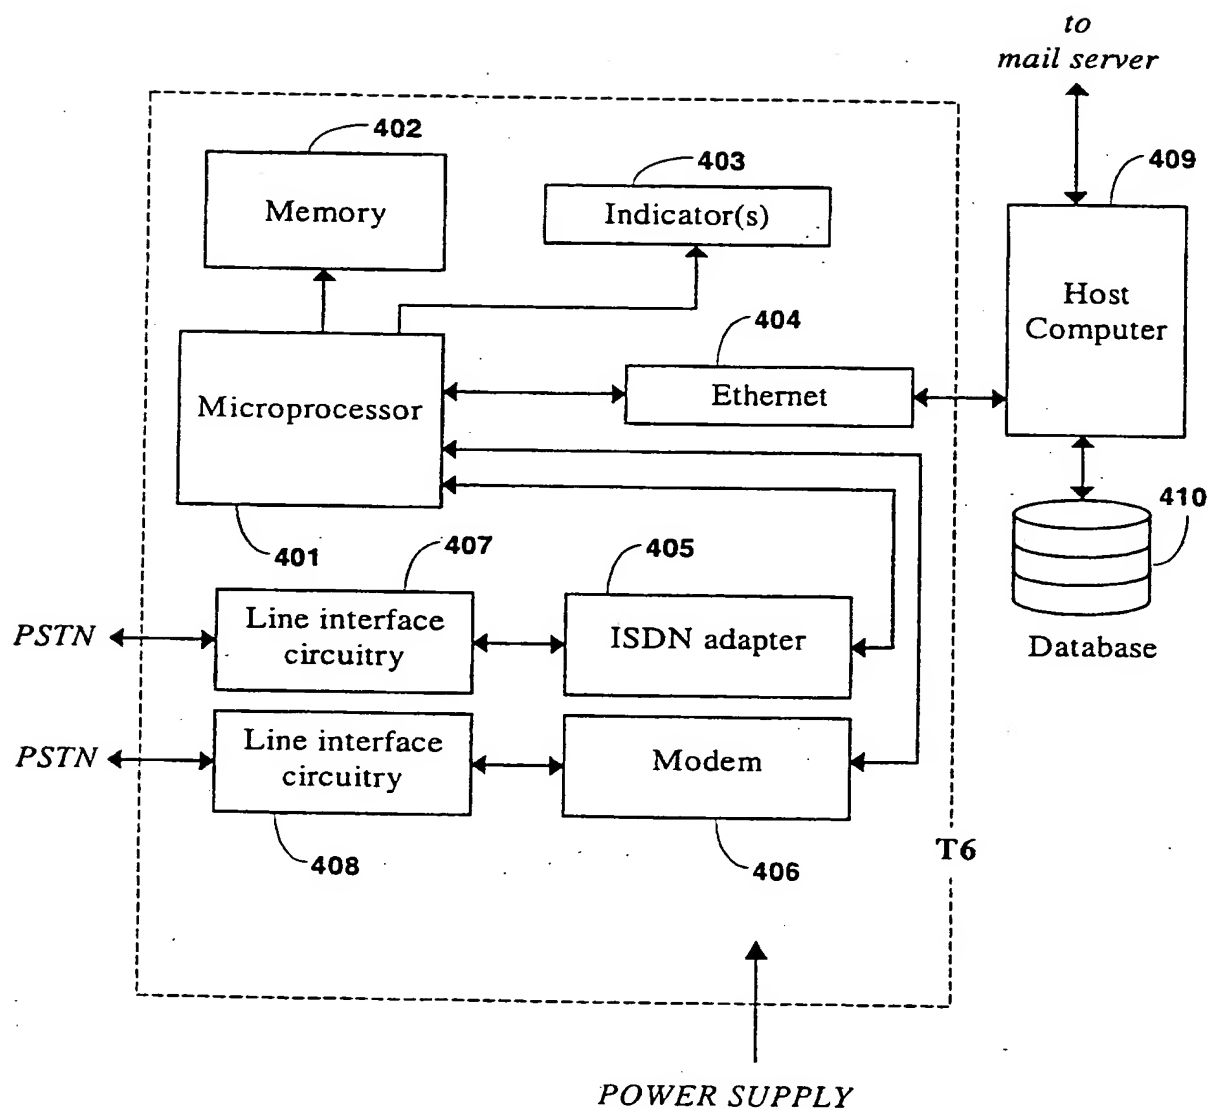 to
mail server
402
403
409
Memory
Indicator(s)
Host
Computer
404
Microprocessor
Ethernet
410
401
407
405
PSTN
Line interface
circuitry
ISDN adapter
Database
PSTN
Line interface
circuitry
Modem
408
406
T6
POWER SUPPLY